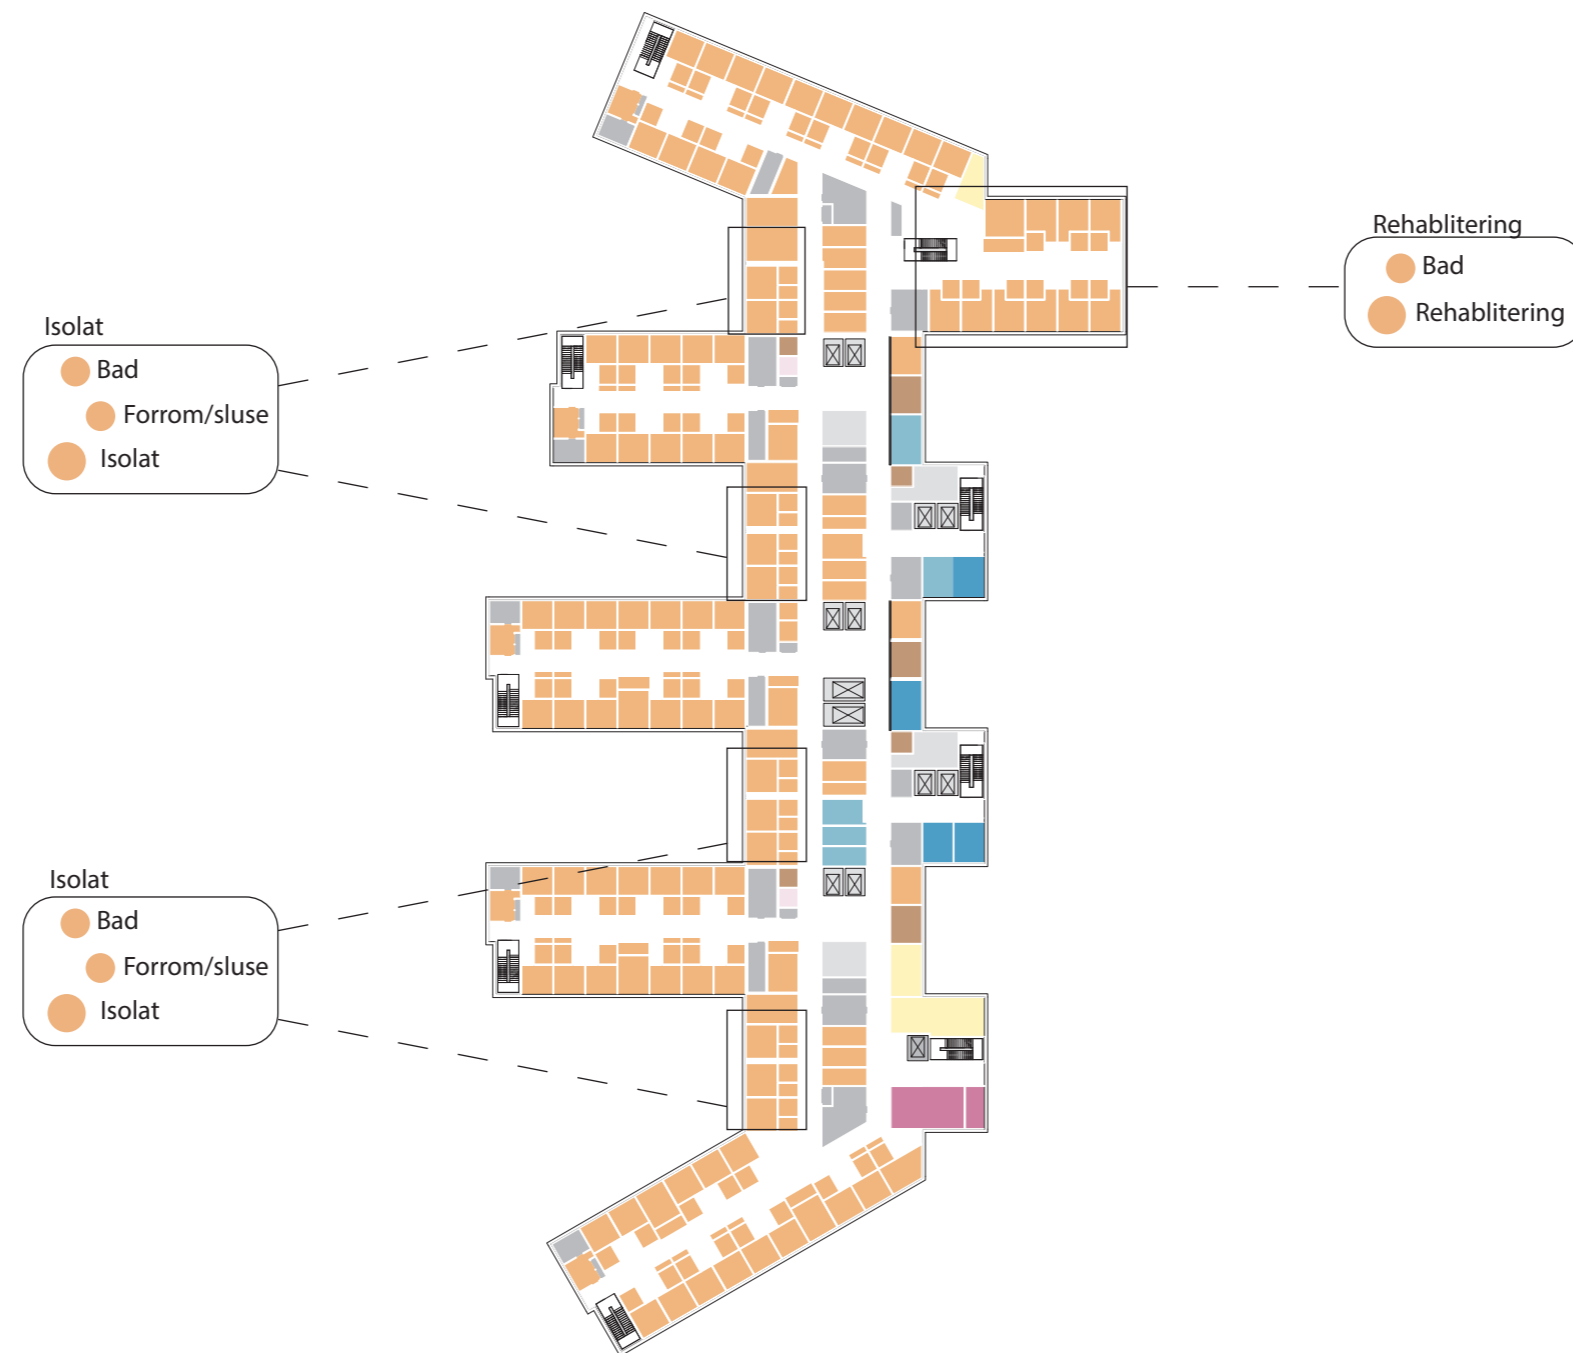 Rehablitering
Bad
Rehablitering
Isolat
Bad
Forrom/sluse
Isolat
Isolat
Bad
Forrom/sluse
Isolat